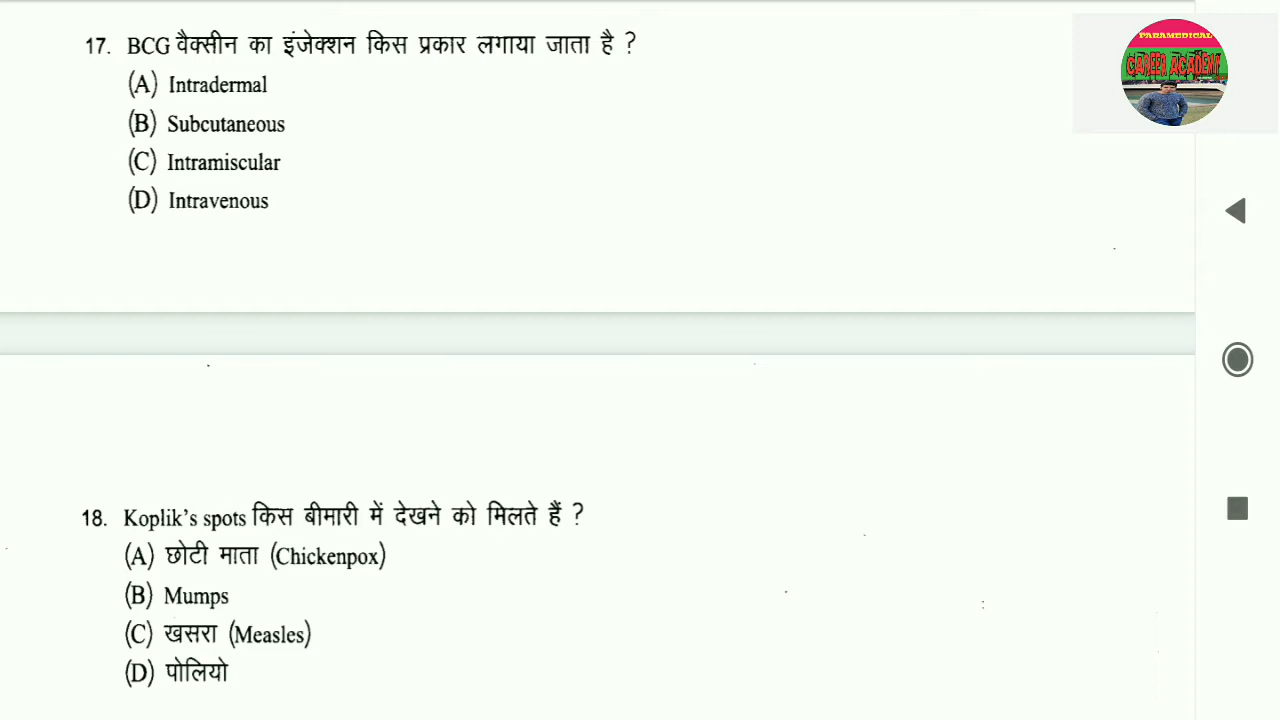 PARAMEDICAL
CAREER ACADEMY
17. BCG वैक्सीन का इंजेक्शन किस प्रकार लगाया जाता है ?
(A) Intradermal
(B) Subcutaneous
(C) Intramiscular
(D) Intravenous
18. Koplik's spots किस बीमारी में देखने को मिलते हैं ?
(A) छोटी माता (Chickenpox)
(B) Mumps
(C) खसरा (Measles)
(D) पोलियो